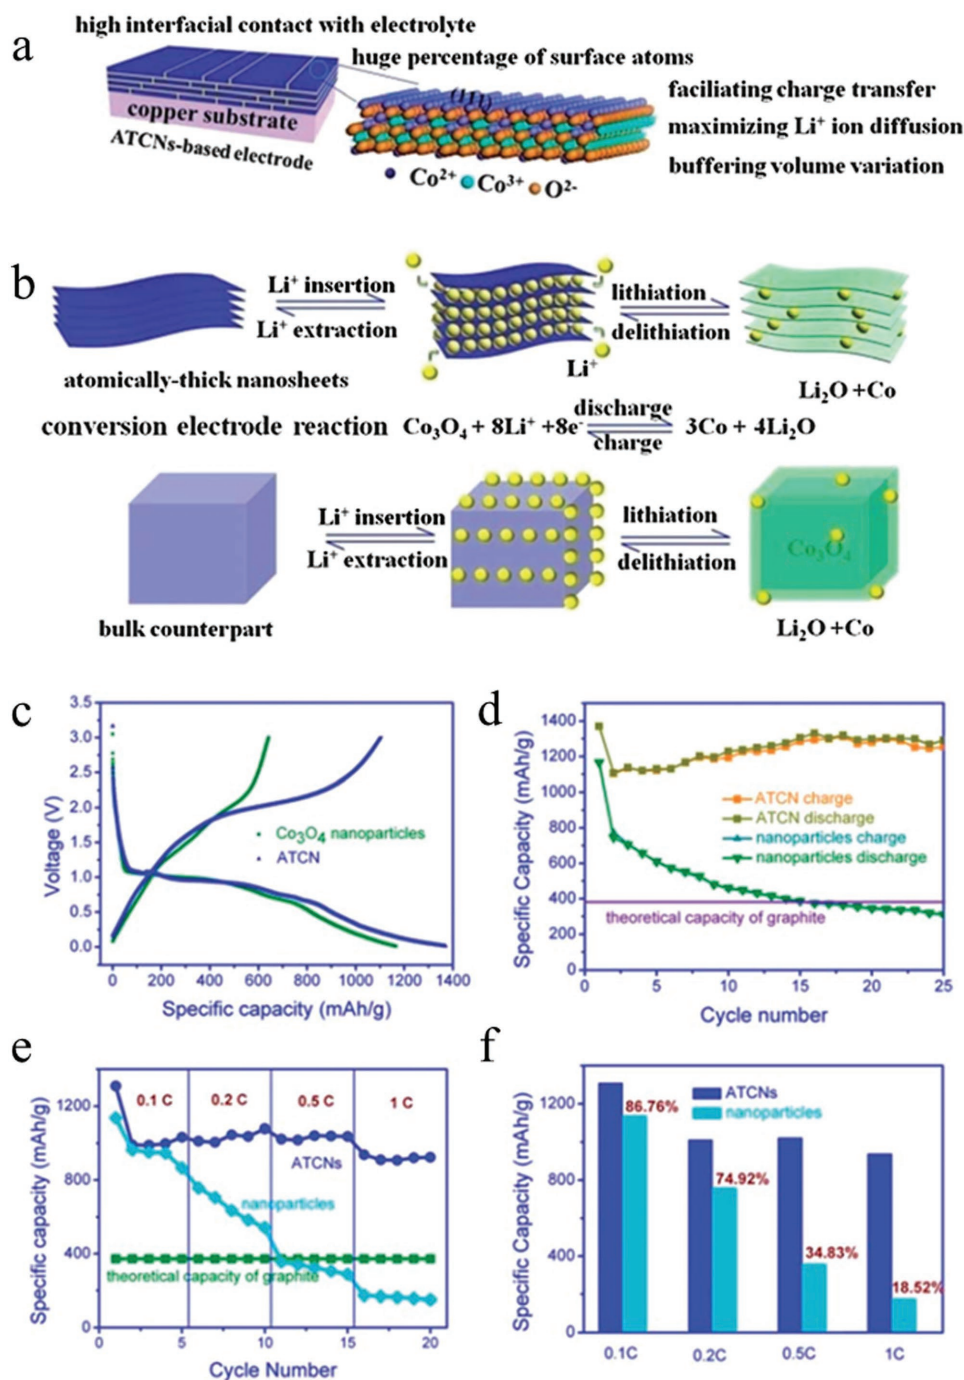 a
high interfacial contact with electrolyte
huge percentage of surface atoms
(111)
copper substrate
ATCNs-based electrode
faciliating charge transfer
maximizing Li⁺ ion diffusion
buffering volume variation
Co²⁺ Co³⁺ O²⁻
b
Li⁺ insertion
Li⁺ extraction
lithiation
delithiation
atomically-thick nanosheets
Li⁺
Li₂O +Co
conversion electrode reaction Co₃O₄ + 8Li⁺ +8e⁻ discharge charge 3Co + 4Li₂O
Li⁺ insertion
Li⁺ extraction
lithiation
delithiation
Co₃O₄
bulk counterpart
Li₂O +Co
c
3.5
3.0
2.5
2.0
1.5
1.0
0.5
0.0
Voltage (V)
Co₃O₄ nanoparticles
ATCN
0 200 400 600 800 1000 1200 1400
Specific capacity (mAh/g)
d
1400
1200
1000
800
600
400
200
0
Specific Capacity (mAh/g)
ATCN charge
ATCN discharge
nanoparticles charge
nanoparticles discharge
theoretical capacity of graphite
0 5 10 15 20 25
Cycle number
e
1200
800
400
0
Specific capacity (mAh/g)
0.1 C 0.2 C 0.5 C 1 C
ATCNs
nanoparticles
theoretical capacity of graphite
0 5 10 15 20
Cycle Number
f
1200
800
400
0
Specific Capacity (mAh/g)
ATCNs
nanoparticles
86.76%
74.92%
34.83%
18.52%
0.1C 0.2C 0.5C 1C